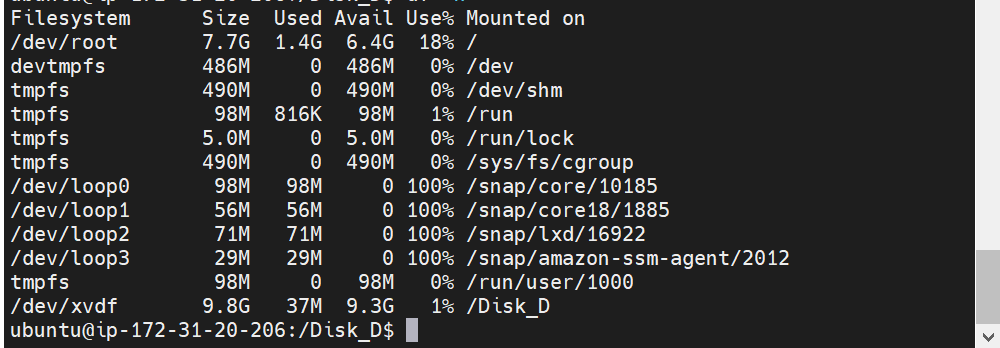 Filesystem      Size  Used Avail Use% Mounted on
/dev/root       7.7G  1.4G  6.4G  18% /
devtmpfs        486M     0  486M   0% /dev
tmpfs           490M     0  490M   0% /dev/shm
tmpfs            98M  816K   98M   1% /run
tmpfs           5.0M     0  5.0M   0% /run/lock
tmpfs           490M     0  490M   0% /sys/fs/cgroup
/dev/loop0       98M   98M     0 100% /snap/core/10185
/dev/loop1       56M   56M     0 100% /snap/core18/1885
/dev/loop2       71M   71M     0 100% /snap/lxd/16922
/dev/loop3       29M   29M     0 100% /snap/amazon-ssm-agent/2012
tmpfs            98M     0   98M   0% /run/user/1000
/dev/xvdf       9.8G   37M  9.3G   1% /Disk_D
ubuntu@ip-172-31-20-206:/Disk_D$